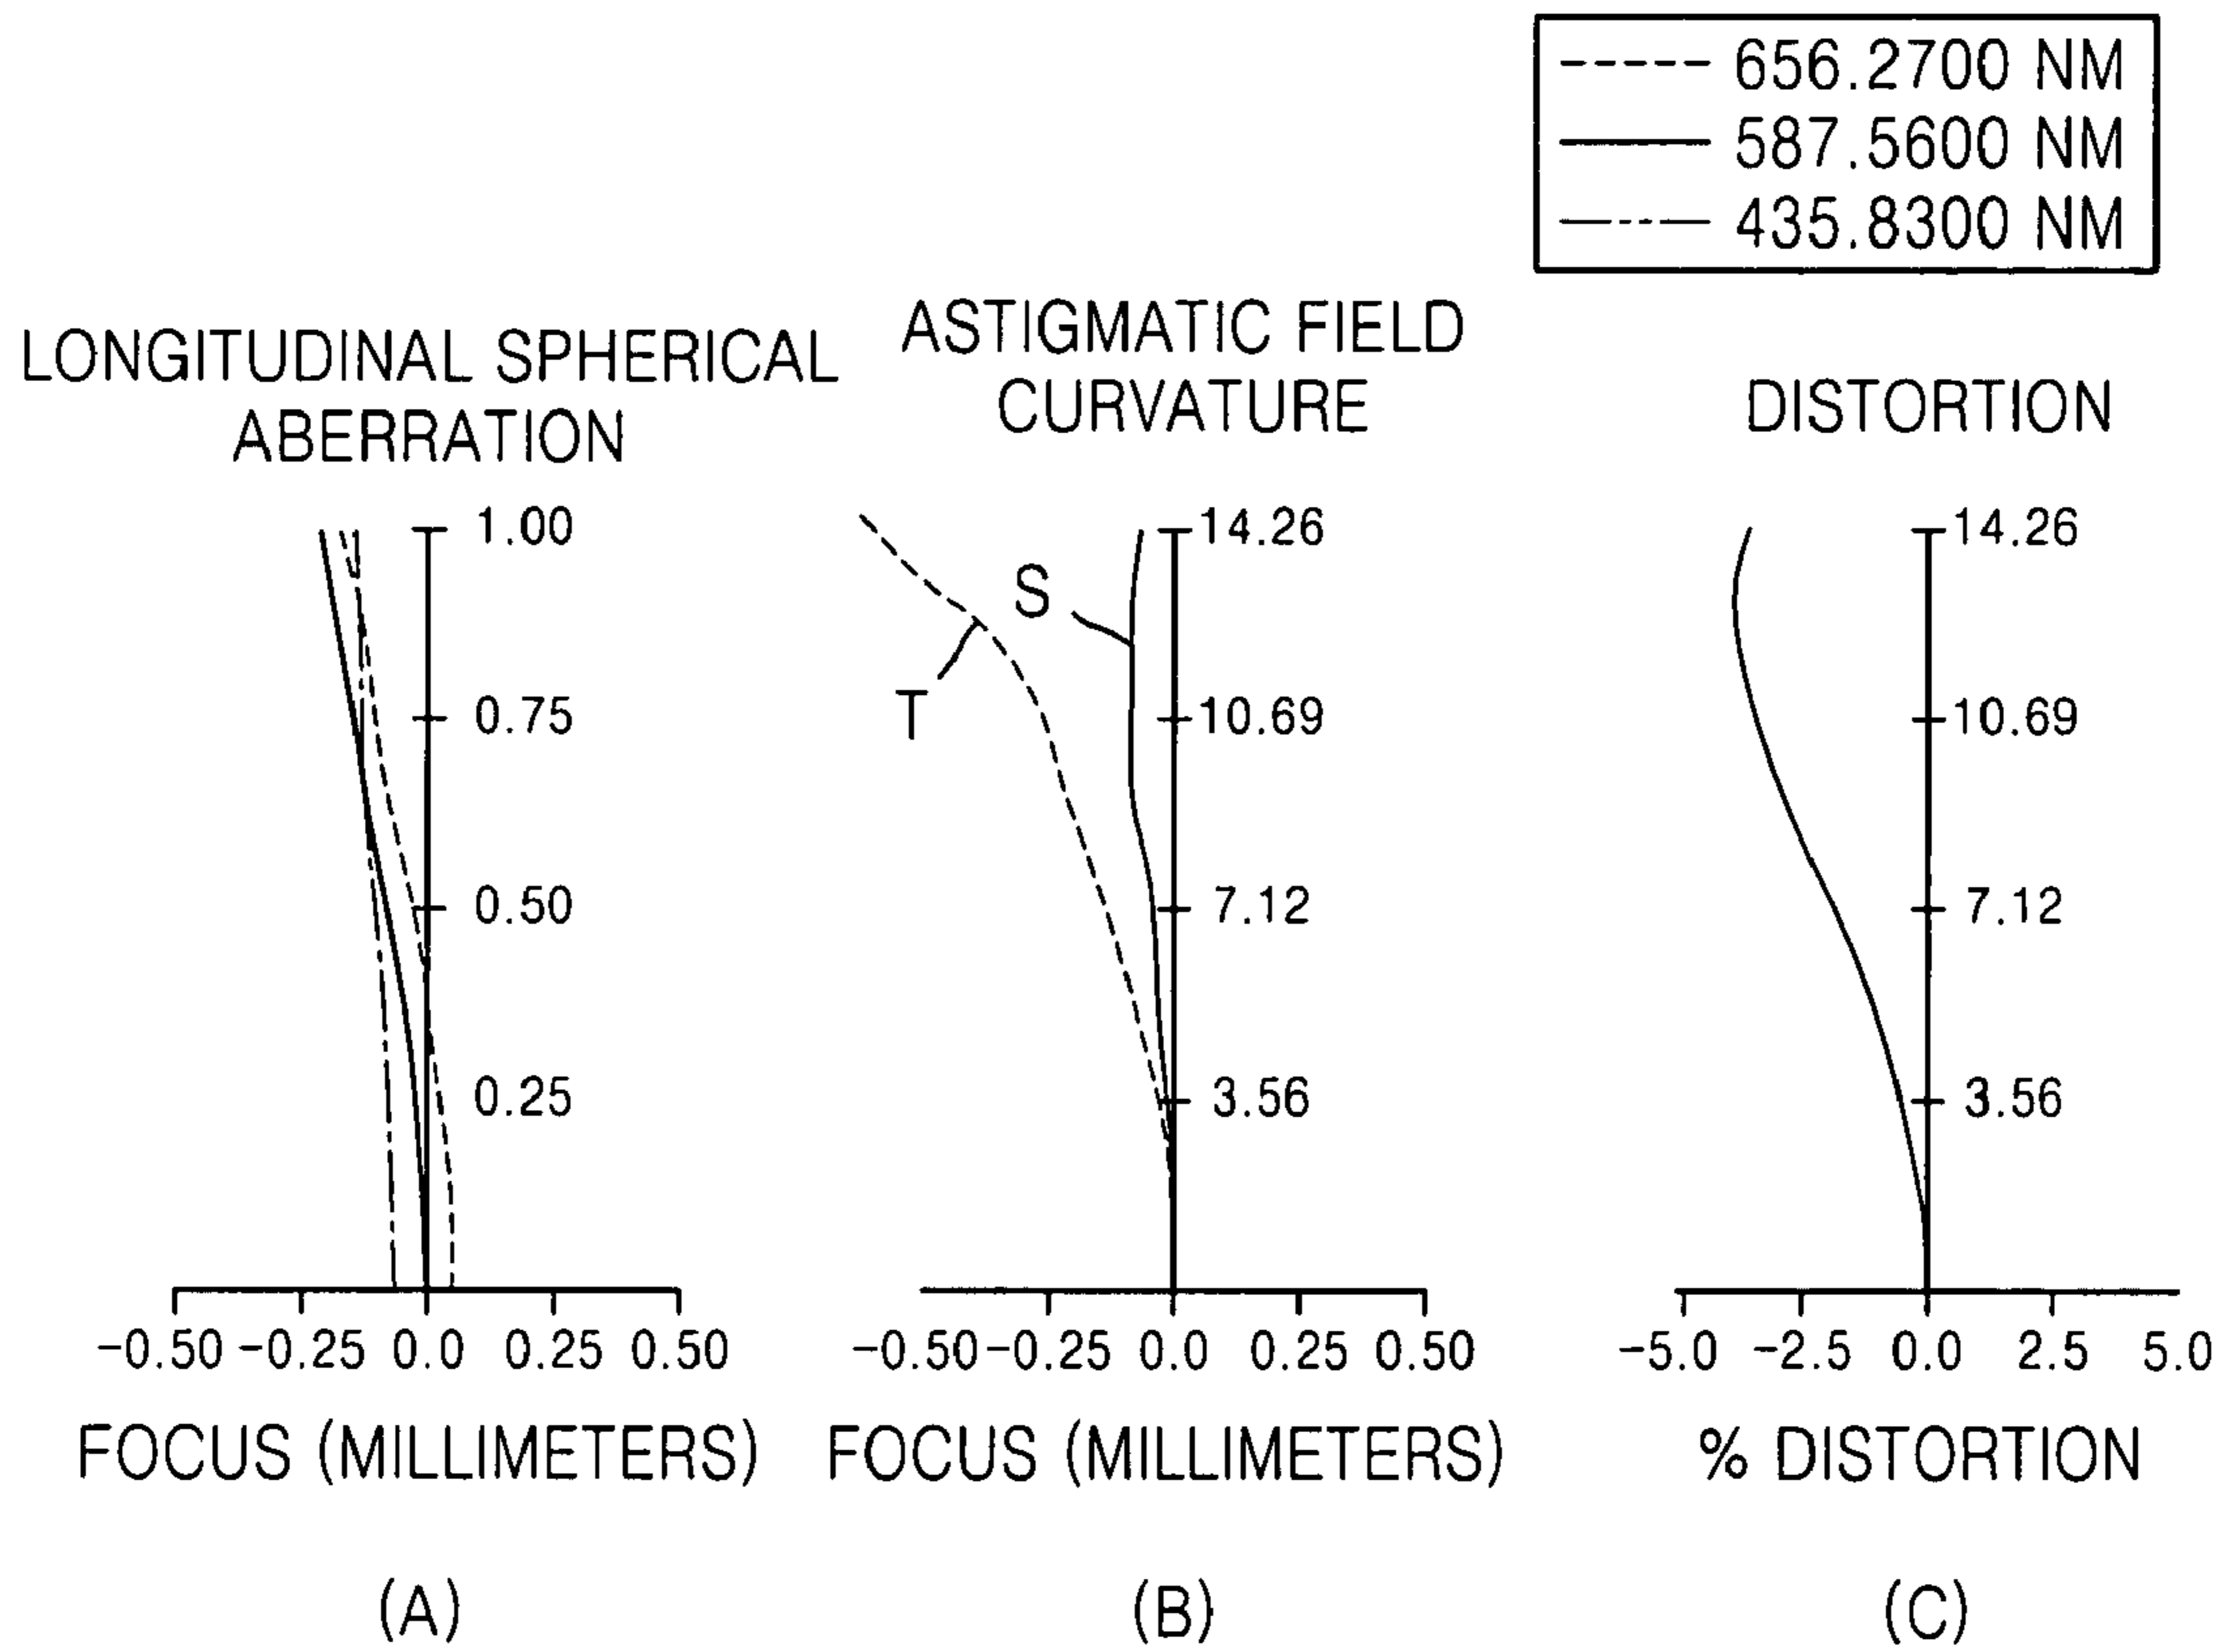 656.2700 NM
587.5600 NM
435.8300 NM
LONGITUDINAL SPHERICAL
ABERRATION
1.00
0.75
0.50
0.25
-0.50 -0.25 0.0 0.25 0.50
FOCUS (MILLIMETERS)
(A)
ASTIGMATIC FIELD
CURVATURE
14.26
S
T
10.69
7.12
3.56
-0.50 -0.25 0.0 0.25 0.50
FOCUS (MILLIMETERS)
(B)
DISTORTION
14.26
10.69
7.12
3.56
-5.0 -2.5 0.0 2.5 5.0
% DISTORTION
(C)